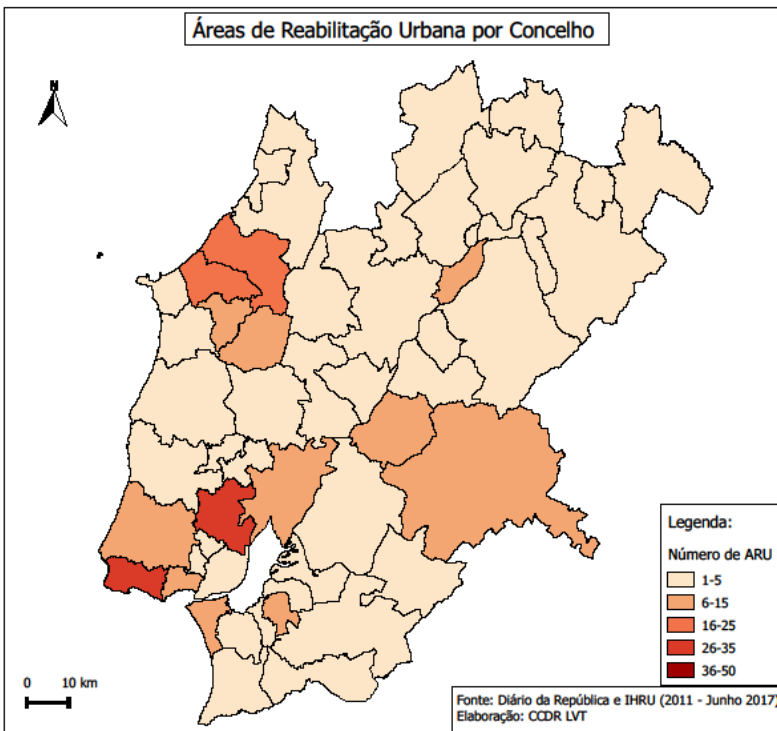 Áreas de Reabilitação Urbana por Concelho
N
Legenda:
Número de ARU
1-5
6-15
16-25
26-35
36-50
0 10 km
Fonte: Diário da República e IHRU (2011 - Junho 2017)
Elaboração: CCDR LVT